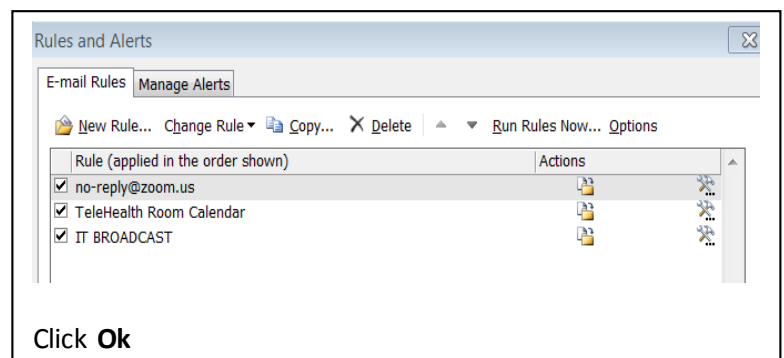 Rules and Alerts
E-mail Rules Manage Alerts
New Rule... Change Rule Copy... Delete Run Rules Now... Options
Rule (applied in the order shown) Actions
no-reply@zoom.us
TeleHealth Room Calendar
IT BROADCAST
Click Ok